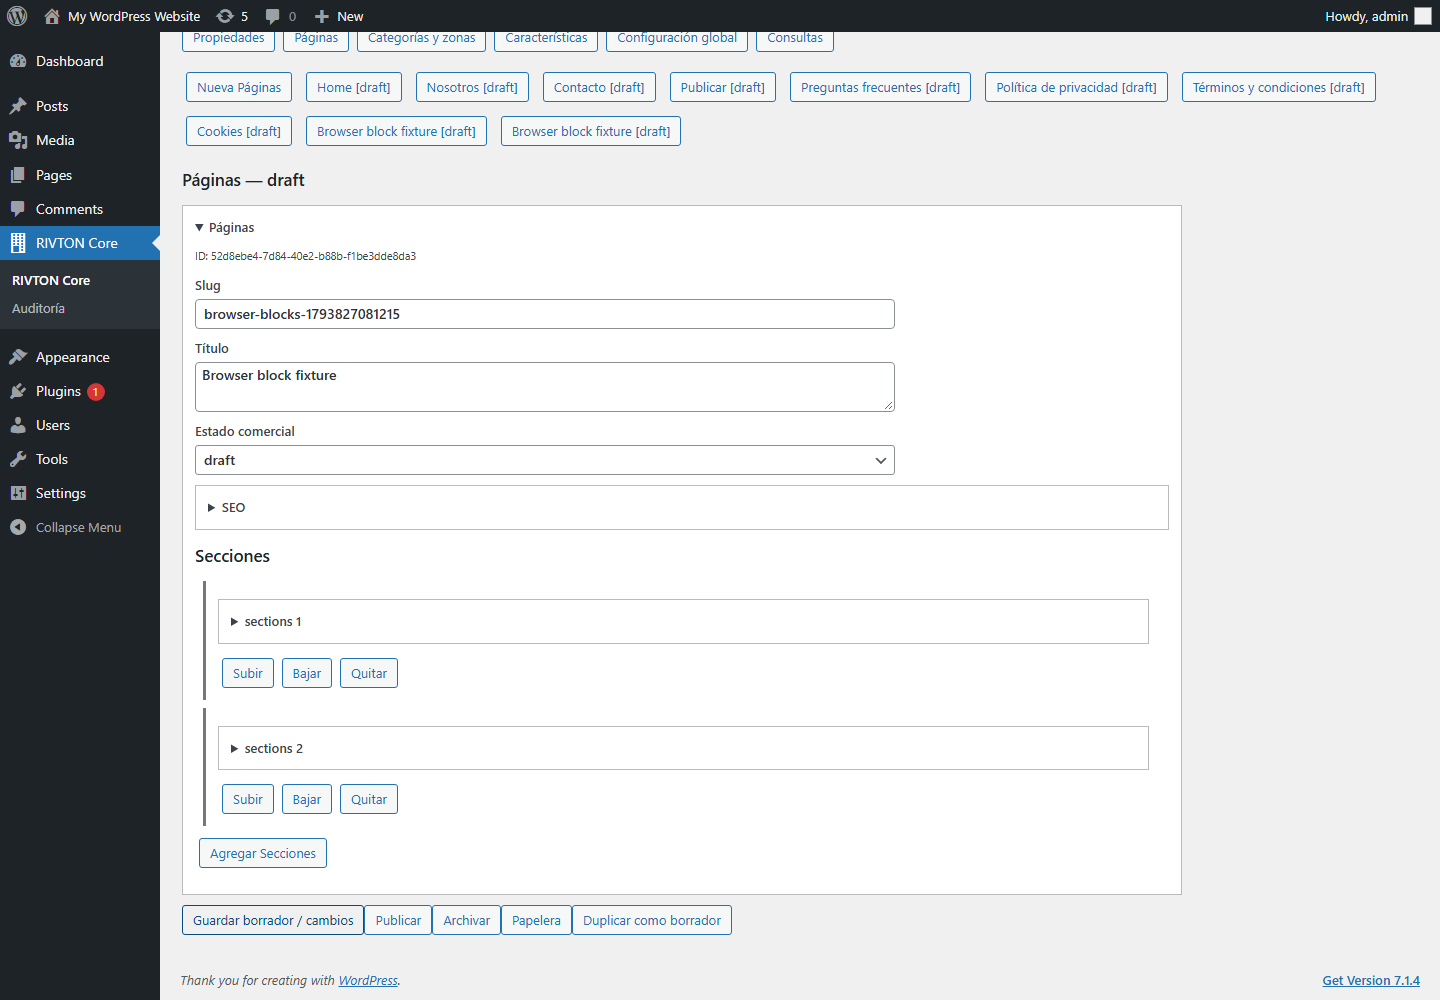 My WordPress Website 5 0 New Howdy, admin
Dashboard
Posts
Media
Pages
Comments
RIVTON Core
RIVTON Core
Auditoría
Appearance
Plugins 1
Users
Tools
Settings
Collapse Menu
Propiedades Páginas Categorías y zonas Características Configuración global Consultas
Nueva Páginas Home [draft] Nosotros [draft] Contacto [draft] Publicar [draft] Preguntas frecuentes [draft] Política de privacidad [draft] Términos y condiciones [draft]
Cookies [draft] Browser block fixture [draft] Browser block fixture [draft]
Páginas — draft
Páginas
ID: 52d8ebe4-7d84-40e2-b88b-f1be3dde8da3
Slug
browser-blocks-1793827081215
Título
Browser block fixture
Estado comercial
draft
SEO
Secciones
sections 1
Subir Bajar Quitar
sections 2
Subir Bajar Quitar
Agregar Secciones
Guardar borrador / cambios Publicar Archivar Papelera Duplicar como borrador
Thank you for creating with WordPress. Get Version 7.1.4